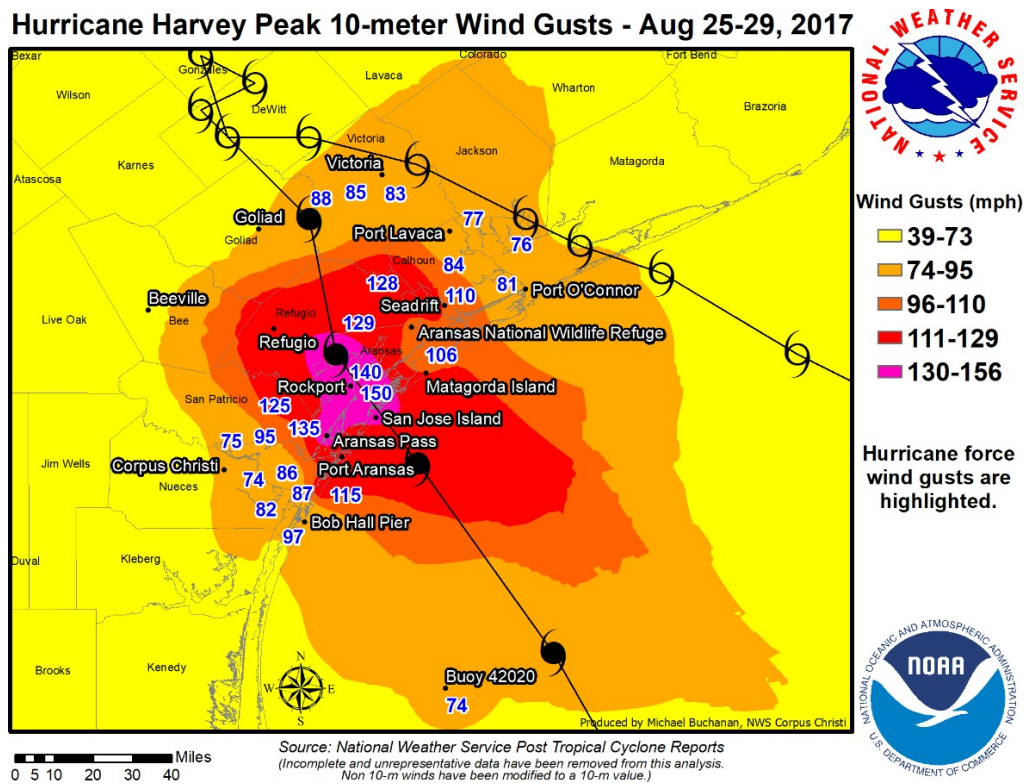 Hurricane Harvey Peak 10-meter Wind Gusts - Aug 25-29, 2017
Bexar
Gonzales
Lavaca
Colorado
Fort Bend
Wilson
DeWitt
Wharton
Brazoria
Karnes
Victoria
Jackson
Matagorda
Atascosa
Victoria
88
85
83
Goliad
Goliad
77
Port Lavaca
76
Calhoun
84
128
81
Port O'Connor
Beeville
Bee
Seadrift
110
Live Oak
Refugio
129
Aransas National Wildlife Refuge
Refugio
Aransas
106
140
Rockport
150
Matagorda Island
San Patricio
125
San Jose Island
75
95
135
Aransas Pass
Jim Wells
Corpus Christi
Port Aransas
74
86
Nueces
87
115
82
Bob Hall Pier
97
Duval
Kleberg
Brooks
Kenedy
N
W
E
S
Buoy 42020
74
Produced by Michael Buchanan, NWS Corpus Christi
NATIONAL WEATHER SERVICE
Wind Gusts (mph)
39-73
74-95
96-110
111-129
130-156
Hurricane force
wind gusts are
highlighted.
NATIONAL OCEANIC AND ATMOSPHERIC ADMINISTRATION
NOAA
U.S. DEPARTMENT OF COMMERCE
Miles
0 5 10 20 30 40
Source: National Weather Service Post Tropical Cyclone Reports
(Incomplete and unrepresentative data have been removed from this analysis.
Non 10-m winds have been modified to a 10-m value.)